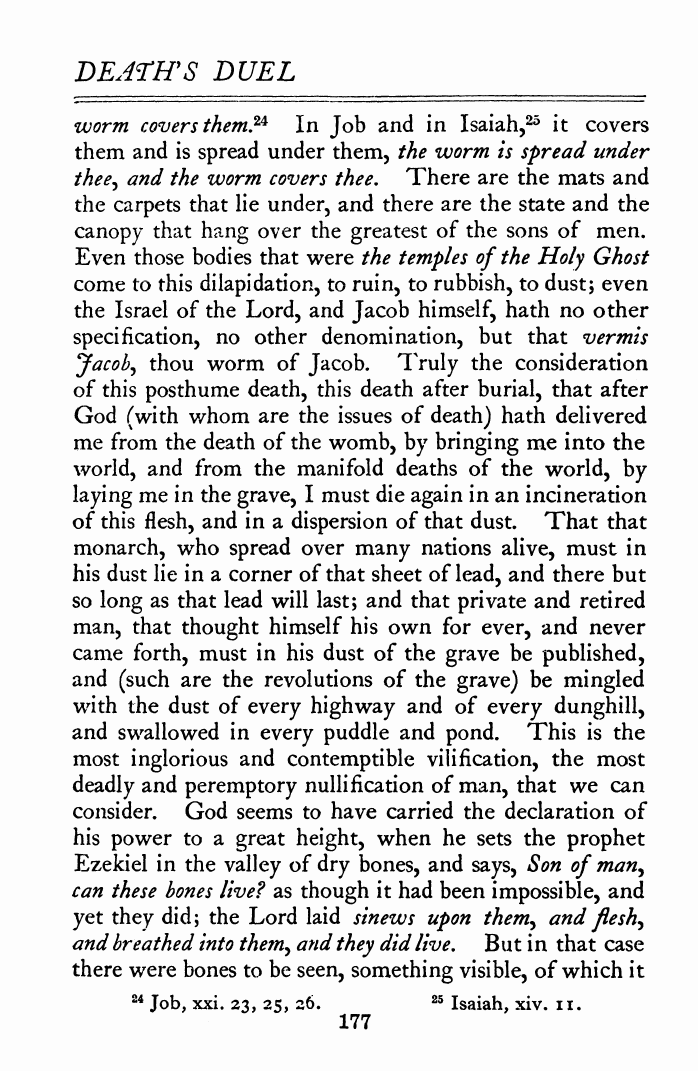 DEATH'S DUEL
worm covers them.²⁴ In Job and in Isaiah,²⁵ it covers
them and is spread under them, the worm is spread under
thee, and the worm covers thee. There are the mats and
the carpets that lie under, and there are the state and the
canopy that hang over the greatest of the sons of men.
Even those bodies that were the temples of the Holy Ghost
come to this dilapidation, to ruin, to rubbish, to dust; even
the Israel of the Lord, and Jacob himself, hath no other
specification, no other denomination, but that vermis
Jacob, thou worm of Jacob. Truly the consideration
of this posthume death, this death after burial, that after
God (with whom are the issues of death) hath delivered
me from the death of the womb, by bringing me into the
world, and from the manifold deaths of the world, by
laying me in the grave, I must die again in an incineration
of this flesh, and in a dispersion of that dust. That that
monarch, who spread over many nations alive, must in
his dust lie in a corner of that sheet of lead, and there but
so long as that lead will last; and that private and retired
man, that thought himself his own for ever, and never
came forth, must in his dust of the grave be published,
and (such are the revolutions of the grave) be mingled
with the dust of every highway and of every dunghill,
and swallowed in every puddle and pond. This is the
most inglorious and contemptible vilification, the most
deadly and peremptory nullification of man, that we can
consider. God seems to have carried the declaration of
his power to a great height, when he sets the prophet
Ezekiel in the valley of dry bones, and says, Son of man,
can these bones live? as though it had been impossible, and
yet they did; the Lord laid sinews upon them, and flesh,
and breathed into them, and they did live. But in that case
there were bones to be seen, something visible, of which it
²⁴ Job, xxi. 23, 25, 26. ²⁵ Isaiah, xiv. 11.
177